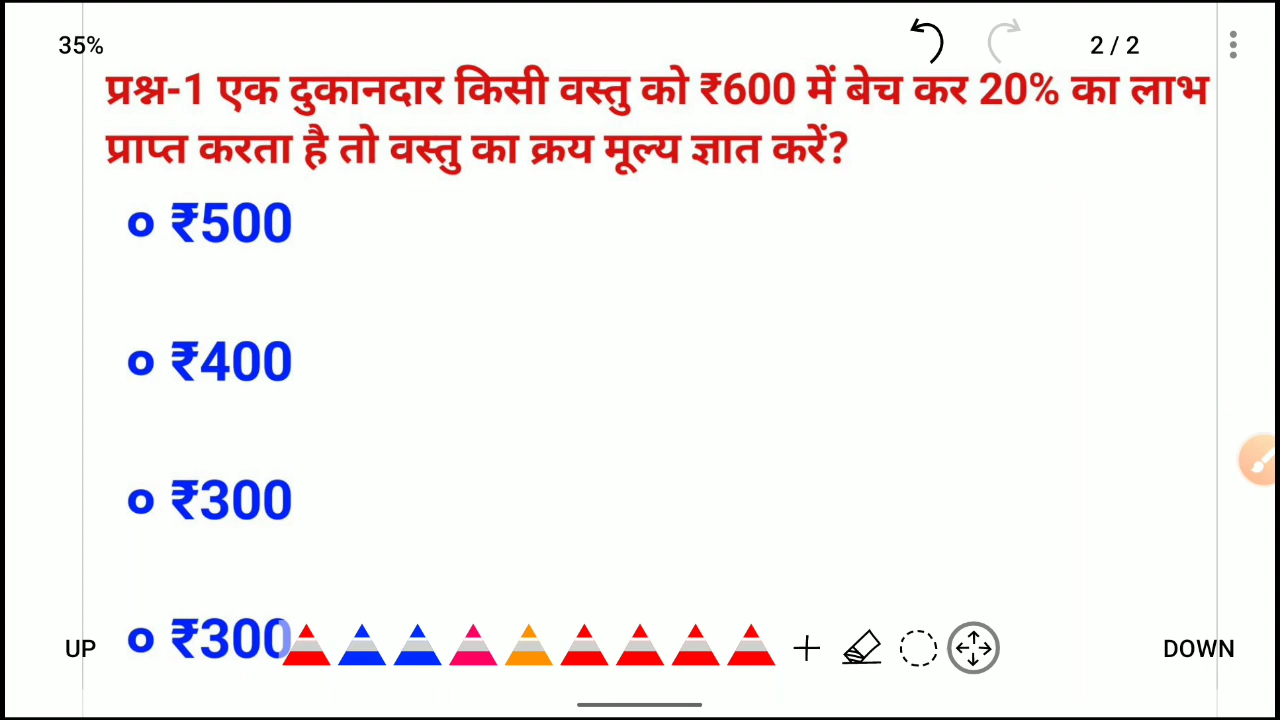 35%
2 / 2
प्रश्न-1 एक दुकानदार किसी वस्तु को ₹600 में बेच कर 20% का लाभ
प्राप्त करता है तो वस्तु का क्रय मूल्य ज्ञात करें?
₹500
₹400
₹300
₹300
UP
DOWN